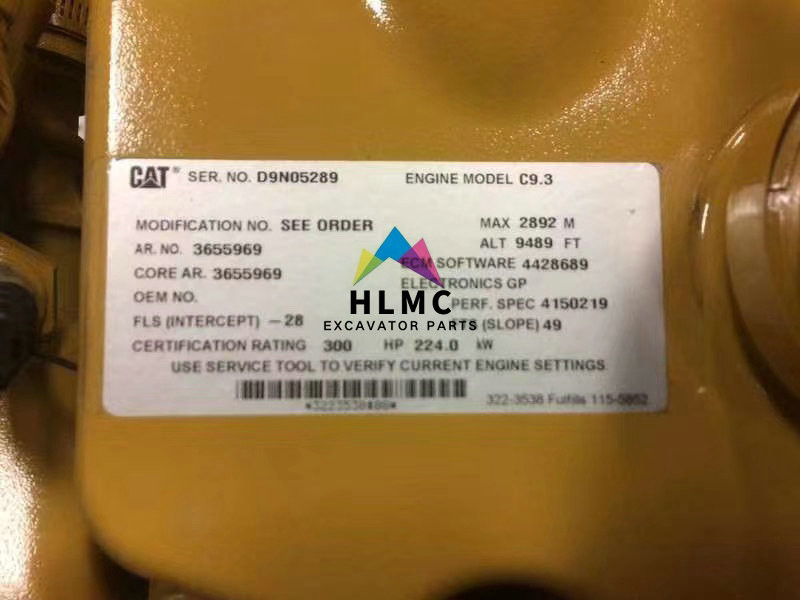 CAT® SER. NO. D9N05289 ENGINE MODEL C9.3
MODIFICATION NO. SEE ORDER MAX 2892 M
AR. NO. 3655969 ALT 9489 FT
CORE AR. 3655969 ECM SOFTWARE 4428689
OEM NO. ELECTRONICS GP
HLMC
PERF. SPEC 4150219
EXCAVATOR PARTS
FLS (INTERCEPT) -28 (SLOPE) 49
CERTIFICATION RATING 300 HP 224.0 kW
USE SERVICE TOOL TO VERIFY CURRENT ENGINE SETTINGS
322-3538 Fulfills 115-5852